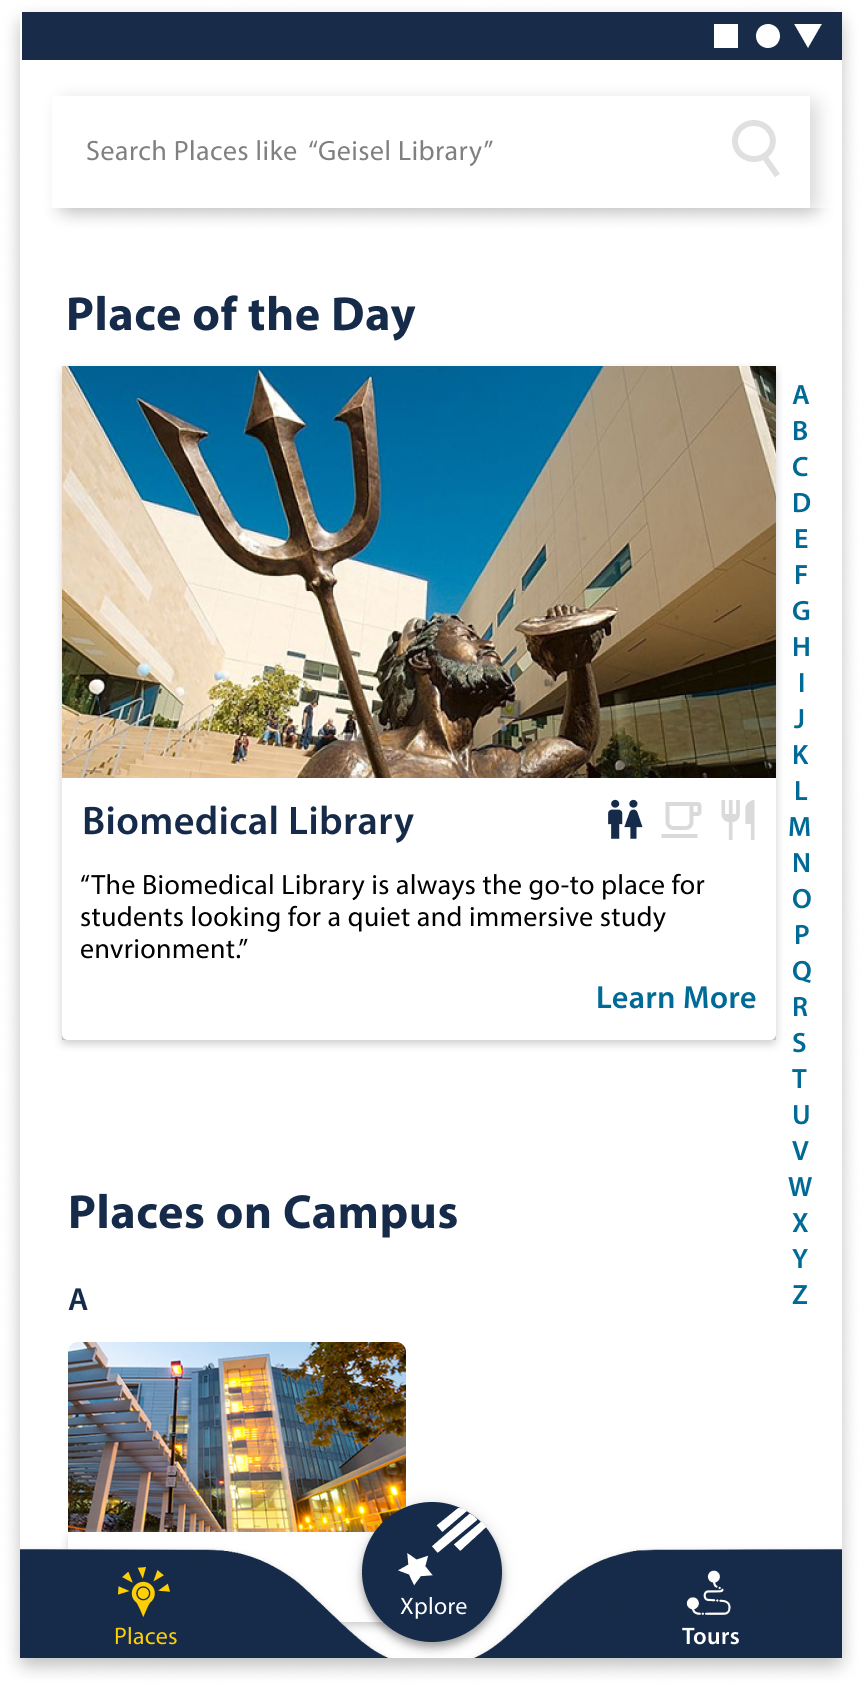 Search Places like “Geisel Library”
Place of the Day
A
B
C
D
E
F
G
H
I
J
K
L
M
N
O
P
Q
R
S
T
U
V
W
X
Y
Z
Biomedical Library
“The Biomedical Library is always the go-to place for
students looking for a quiet and immersive study
envrionment.”
Learn More
Places on Campus
A
Places
Xplore
Tours